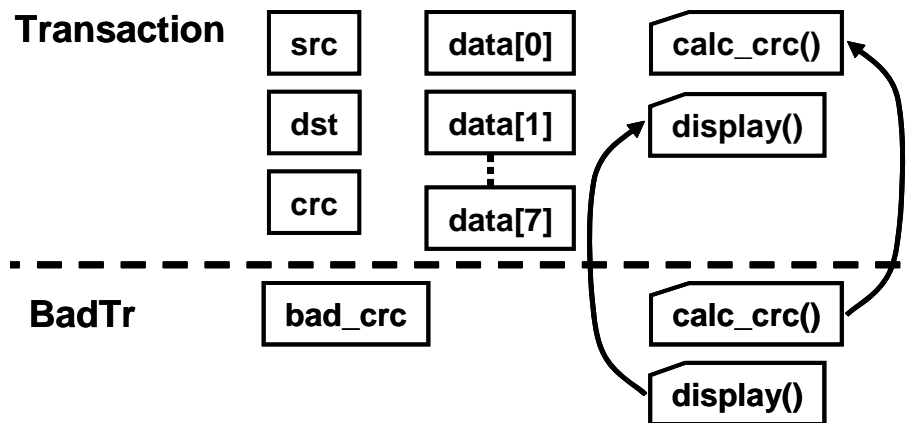 Transaction
src
data[0]
calc_crc()
dst
data[1]
display()
crc
data[7]
BadTr
bad_crc
calc_crc()
display()